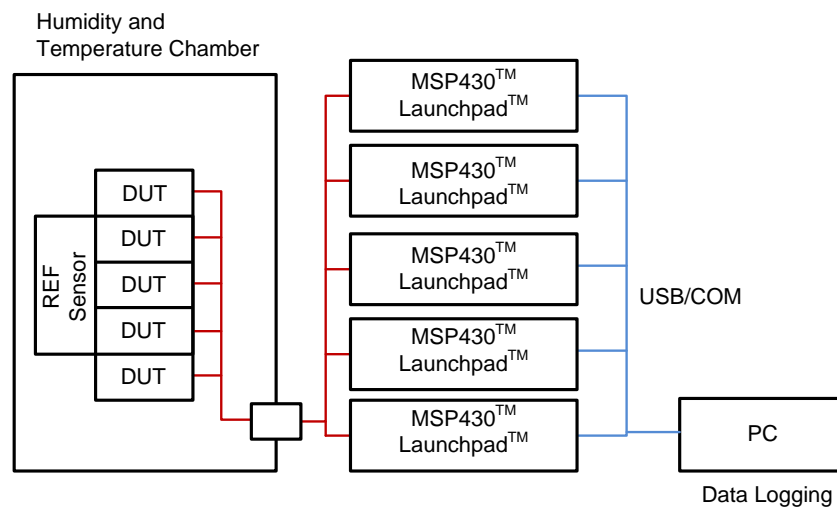 Humidity and
Temperature Chamber
DUT
DUT
DUT
DUT
DUT
REF
Sensor
MSP430™
Launchpad™
MSP430™
Launchpad™
MSP430™
Launchpad™
MSP430™
Launchpad™
MSP430™
Launchpad™
USB/COM
PC
Data Logging